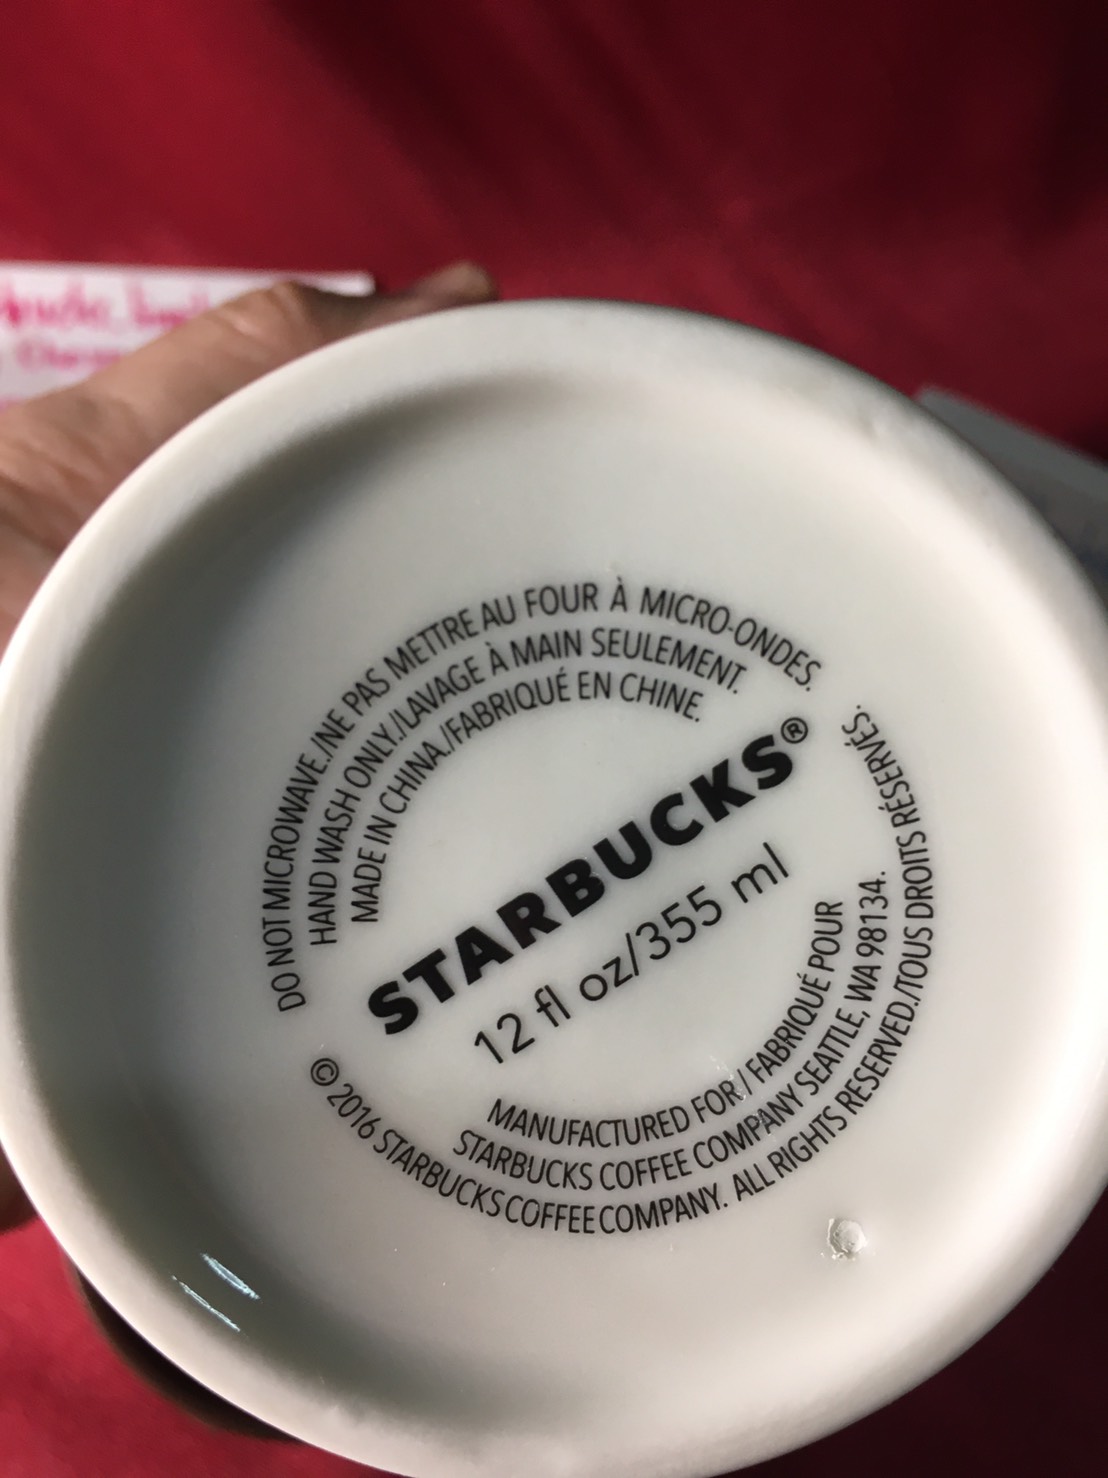 DO NOT MICROWAVE./NE PAS METTRE AU FOUR À MICRO-ONDES.
HAND WASH ONLY./LAVAGE À MAIN SEULEMENT.
MADE IN CHINA./FABRIQUÉ EN CHINE.
STARBUCKS®
12 fl oz/355 ml
MANUFACTURED FOR / FABRIQUÉ POUR
STARBUCKS COFFEE COMPANY SEATTLE, WA 98134.
© 2016 STARBUCKS COFFEE COMPANY. ALL RIGHTS RESERVED./TOUS DROITS RÉSERVÉS.